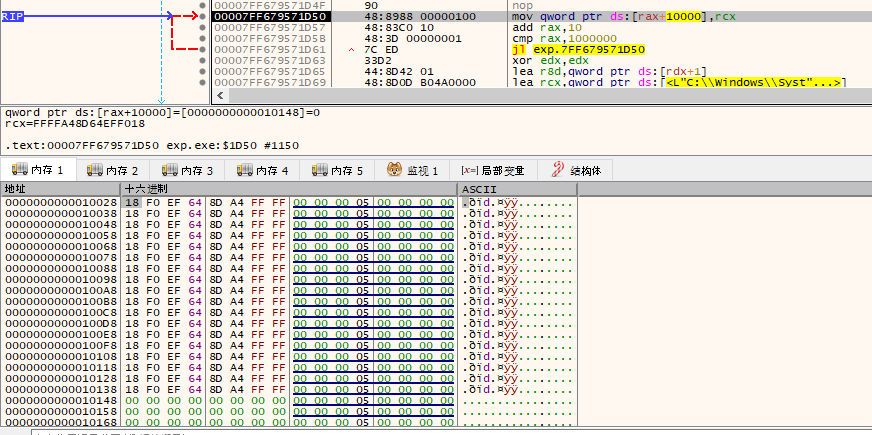 00007FF679571D4F 90 nop
RIP 00007FF679571D50 48:8988 00000100 mov qword ptr ds:[rax+10000],rcx
00007FF679571D57 48:83C0 10 add rax,10
00007FF679571D5B 48:3D 00000001 cmp rax,1000000
00007FF679571D61 7C ED jl exp.7FF679571D50
00007FF679571D63 33D2 xor edx,edx
00007FF679571D65 44:8D42 01 lea r8d,qword ptr ds:[rdx+1]
00007FF679571D69 48:8D0D B04A0000 lea rcx,qword ptr ds:[<L"C:\\Windows\\Syst"...>]
qword ptr ds:[rax+10000]=[0000000000010148]=0
rcx=FFFFA48D64EFF018
.text:00007FF679571D50 exp.exe:$1D50 #1150
内存 1 内存 2 内存 3 内存 4 内存 5 监视 1 [x=] 局部变量 结构体
地址 十六进制 ASCII
0000000000010028 18 F0 EF 64 8D A4 FF FF 00 00 00 05 00 00 00 00 .ðïd.¤ÿÿ........
0000000000010038 18 F0 EF 64 8D A4 FF FF 00 00 00 05 00 00 00 00 .ðïd.¤ÿÿ........
0000000000010048 18 F0 EF 64 8D A4 FF FF 00 00 00 05 00 00 00 00 .ðïd.¤ÿÿ........
0000000000010058 18 F0 EF 64 8D A4 FF FF 00 00 00 05 00 00 00 00 .ðïd.¤ÿÿ........
0000000000010068 18 F0 EF 64 8D A4 FF FF 00 00 00 05 00 00 00 00 .ðïd.¤ÿÿ........
0000000000010078 18 F0 EF 64 8D A4 FF FF 00 00 00 05 00 00 00 00 .ðïd.¤ÿÿ........
0000000000010088 18 F0 EF 64 8D A4 FF FF 00 00 00 05 00 00 00 00 .ðïd.¤ÿÿ........
0000000000010098 18 F0 EF 64 8D A4 FF FF 00 00 00 05 00 00 00 00 .ðïd.¤ÿÿ........
00000000000100A8 18 F0 EF 64 8D A4 FF FF 00 00 00 05 00 00 00 00 .ðïd.¤ÿÿ........
00000000000100B8 18 F0 EF 64 8D A4 FF FF 00 00 00 05 00 00 00 00 .ðïd.¤ÿÿ........
00000000000100C8 18 F0 EF 64 8D A4 FF FF 00 00 00 05 00 00 00 00 .ðïd.¤ÿÿ........
00000000000100D8 18 F0 EF 64 8D A4 FF FF 00 00 00 05 00 00 00 00 .ðïd.¤ÿÿ........
00000000000100E8 18 F0 EF 64 8D A4 FF FF 00 00 00 05 00 00 00 00 .ðïd.¤ÿÿ........
00000000000100F8 18 F0 EF 64 8D A4 FF FF 00 00 00 05 00 00 00 00 .ðïd.¤ÿÿ........
0000000000010108 18 F0 EF 64 8D A4 FF FF 00 00 00 05 00 00 00 00 .ðïd.¤ÿÿ........
0000000000010118 18 F0 EF 64 8D A4 FF FF 00 00 00 05 00 00 00 00 .ðïd.¤ÿÿ........
0000000000010128 18 F0 EF 64 8D A4 FF FF 00 00 00 05 00 00 00 00 .ðïd.¤ÿÿ........
0000000000010138 18 F0 EF 64 8D A4 FF FF 00 00 00 05 00 00 00 00 .ðïd.¤ÿÿ........
0000000000010148 00 00 00 00 00 00 00 00 00 00 00 05 00 00 00 00 ................
0000000000010158 00 00 00 00 00 00 00 00 00 00 00 05 00 00 00 00 ................
0000000000010168 00 00 00 00 00 00 00 00 00 00 00 05 00 00 00 00 ................